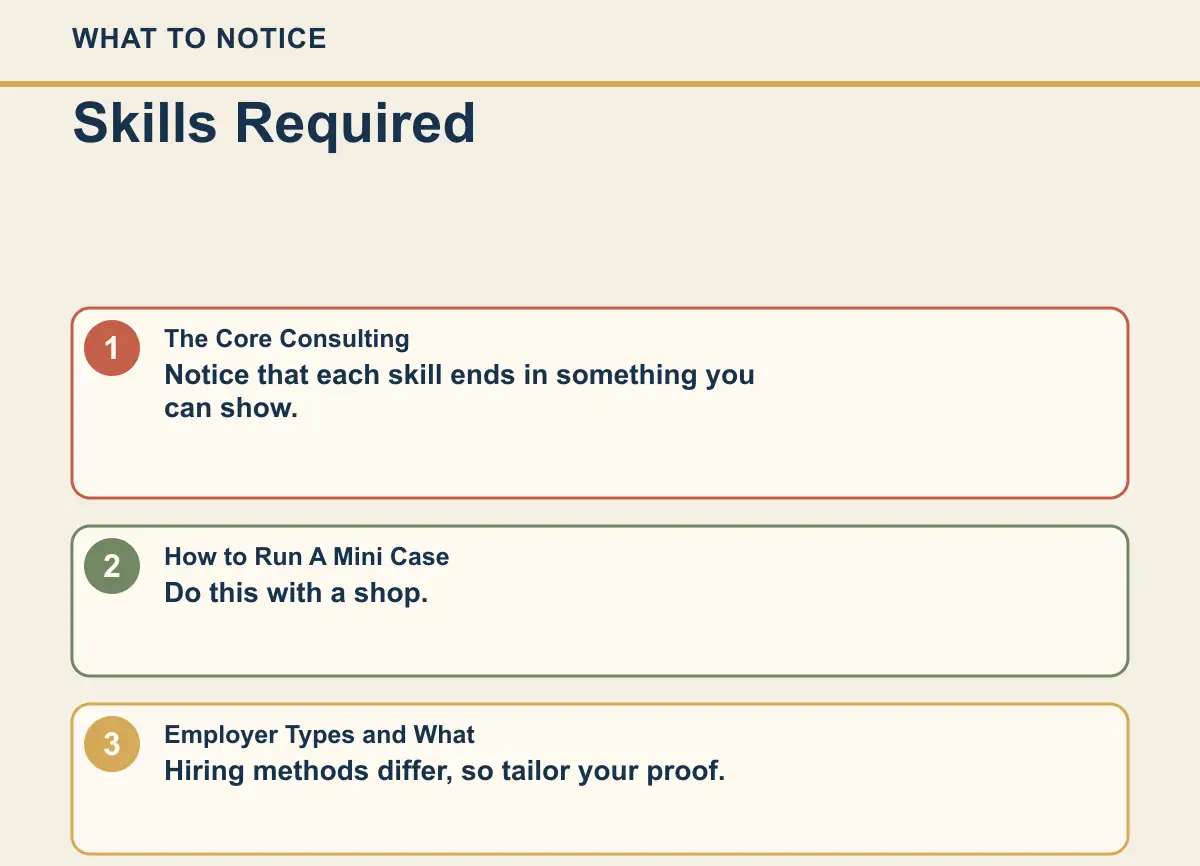 WHAT TO NOTICE
Skills Required
1
The Core Consulting
Notice that each skill ends in something you
can show.
2
How to Run A Mini Case
Do this with a shop.
3
Employer Types and What
Hiring methods differ, so tailor your proof.